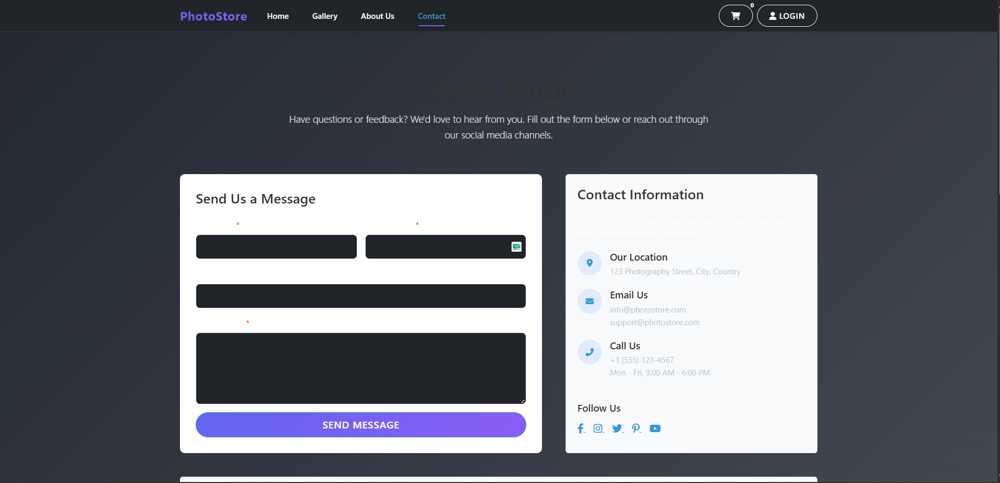 PhotoStore
Home
Gallery
About Us
Contact
0
LOGIN
Get In Touch
Have questions or feedback? We'd love to hear from you. Fill out the form below or reach out through
our social media channels.
Send Us a Message
*
*
*
SEND MESSAGE
Contact Information
We're here to help and answer any questions you might have. We
look forward to hearing from you!
Our Location
123 Photography Street, City, Country
Email Us
info@photostore.com
support@photostore.com
Call Us
+1 (555) 123-4567
Mon - Fri, 9:00 AM - 6:00 PM
Follow Us